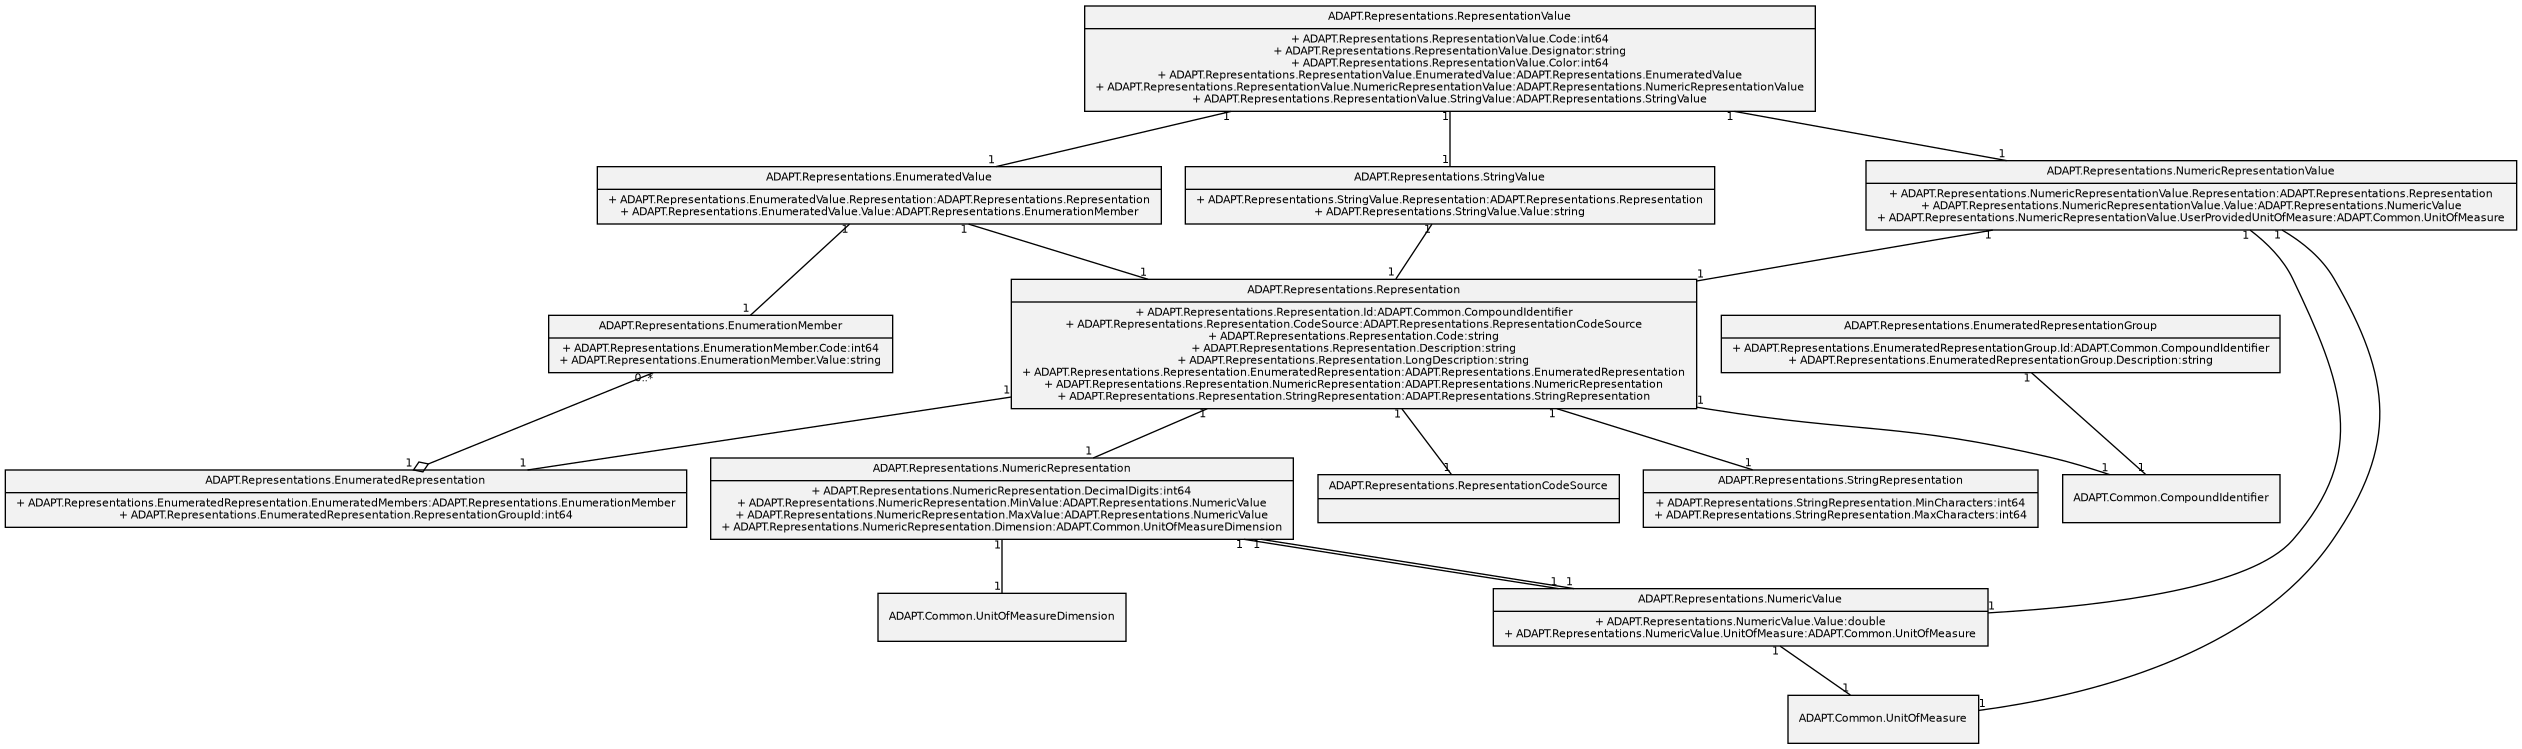 ADAPT.Representations.RepresentationValue
+ ADAPT.Representations.RepresentationValue.Code:int64
+ ADAPT.Representations.RepresentationValue.Designator:string
+ ADAPT.Representations.RepresentationValue.Color:int64
+ ADAPT.Representations.RepresentationValue.EnumeratedValue:ADAPT.Representations.EnumeratedValue
+ ADAPT.Representations.RepresentationValue.NumericRepresentationValue:ADAPT.Representations.NumericRepresentationValue
+ ADAPT.Representations.RepresentationValue.StringValue:ADAPT.Representations.StringValue
1
1
1
1
1
1
ADAPT.Representations.EnumeratedValue
+ ADAPT.Representations.EnumeratedValue.Representation:ADAPT.Representations.Representation
+ ADAPT.Representations.EnumeratedValue.Value:ADAPT.Representations.EnumerationMember
ADAPT.Representations.StringValue
+ ADAPT.Representations.StringValue.Representation:ADAPT.Representations.Representation
+ ADAPT.Representations.StringValue.Value:string
ADAPT.Representations.NumericRepresentationValue
+ ADAPT.Representations.NumericRepresentationValue.Representation:ADAPT.Representations.Representation
+ ADAPT.Representations.NumericRepresentationValue.Value:ADAPT.Representations.NumericValue
+ ADAPT.Representations.NumericRepresentationValue.UserProvidedUnitOfMeasure:ADAPT.Common.UnitOfMeasure
1
1
1
1
1
1
1
1
1
1
ADAPT.Representations.EnumerationMember
+ ADAPT.Representations.EnumerationMember.Code:int64
+ ADAPT.Representations.EnumerationMember.Value:string
ADAPT.Representations.Representation
+ ADAPT.Representations.Representation.Id:ADAPT.Common.CompoundIdentifier
+ ADAPT.Representations.Representation.CodeSource:ADAPT.Representations.RepresentationCodeSource
+ ADAPT.Representations.Representation.Code:string
+ ADAPT.Representations.Representation.Description:string
+ ADAPT.Representations.Representation.LongDescription:string
+ ADAPT.Representations.Representation.EnumeratedRepresentation:ADAPT.Representations.EnumeratedRepresentation
+ ADAPT.Representations.Representation.NumericRepresentation:ADAPT.Representations.NumericRepresentation
+ ADAPT.Representations.Representation.StringRepresentation:ADAPT.Representations.StringRepresentation
ADAPT.Representations.EnumeratedRepresentationGroup
+ ADAPT.Representations.EnumeratedRepresentationGroup.Id:ADAPT.Common.CompoundIdentifier
+ ADAPT.Representations.EnumeratedRepresentationGroup.Description:string
0..*
1
1
1
1
1
1
1
1
1
1
1
1
1
ADAPT.Representations.EnumeratedRepresentation
+ ADAPT.Representations.EnumeratedRepresentation.EnumeratedMembers:ADAPT.Representations.EnumerationMember
+ ADAPT.Representations.EnumeratedRepresentation.RepresentationGroupId:int64
ADAPT.Representations.NumericRepresentation
+ ADAPT.Representations.NumericRepresentation.DecimalDigits:int64
+ ADAPT.Representations.NumericRepresentation.MinValue:ADAPT.Representations.NumericValue
+ ADAPT.Representations.NumericRepresentation.MaxValue:ADAPT.Representations.NumericValue
+ ADAPT.Representations.NumericRepresentation.Dimension:ADAPT.Common.UnitOfMeasureDimension
ADAPT.Representations.RepresentationCodeSource
ADAPT.Representations.StringRepresentation
+ ADAPT.Representations.StringRepresentation.MinCharacters:int64
+ ADAPT.Representations.StringRepresentation.MaxCharacters:int64
ADAPT.Common.CompoundIdentifier
1
1
1
1
1
1
1
ADAPT.Common.UnitOfMeasureDimension
ADAPT.Representations.NumericValue
+ ADAPT.Representations.NumericValue.Value:double
+ ADAPT.Representations.NumericValue.UnitOfMeasure:ADAPT.Common.UnitOfMeasure
1
1
1
ADAPT.Common.UnitOfMeasure